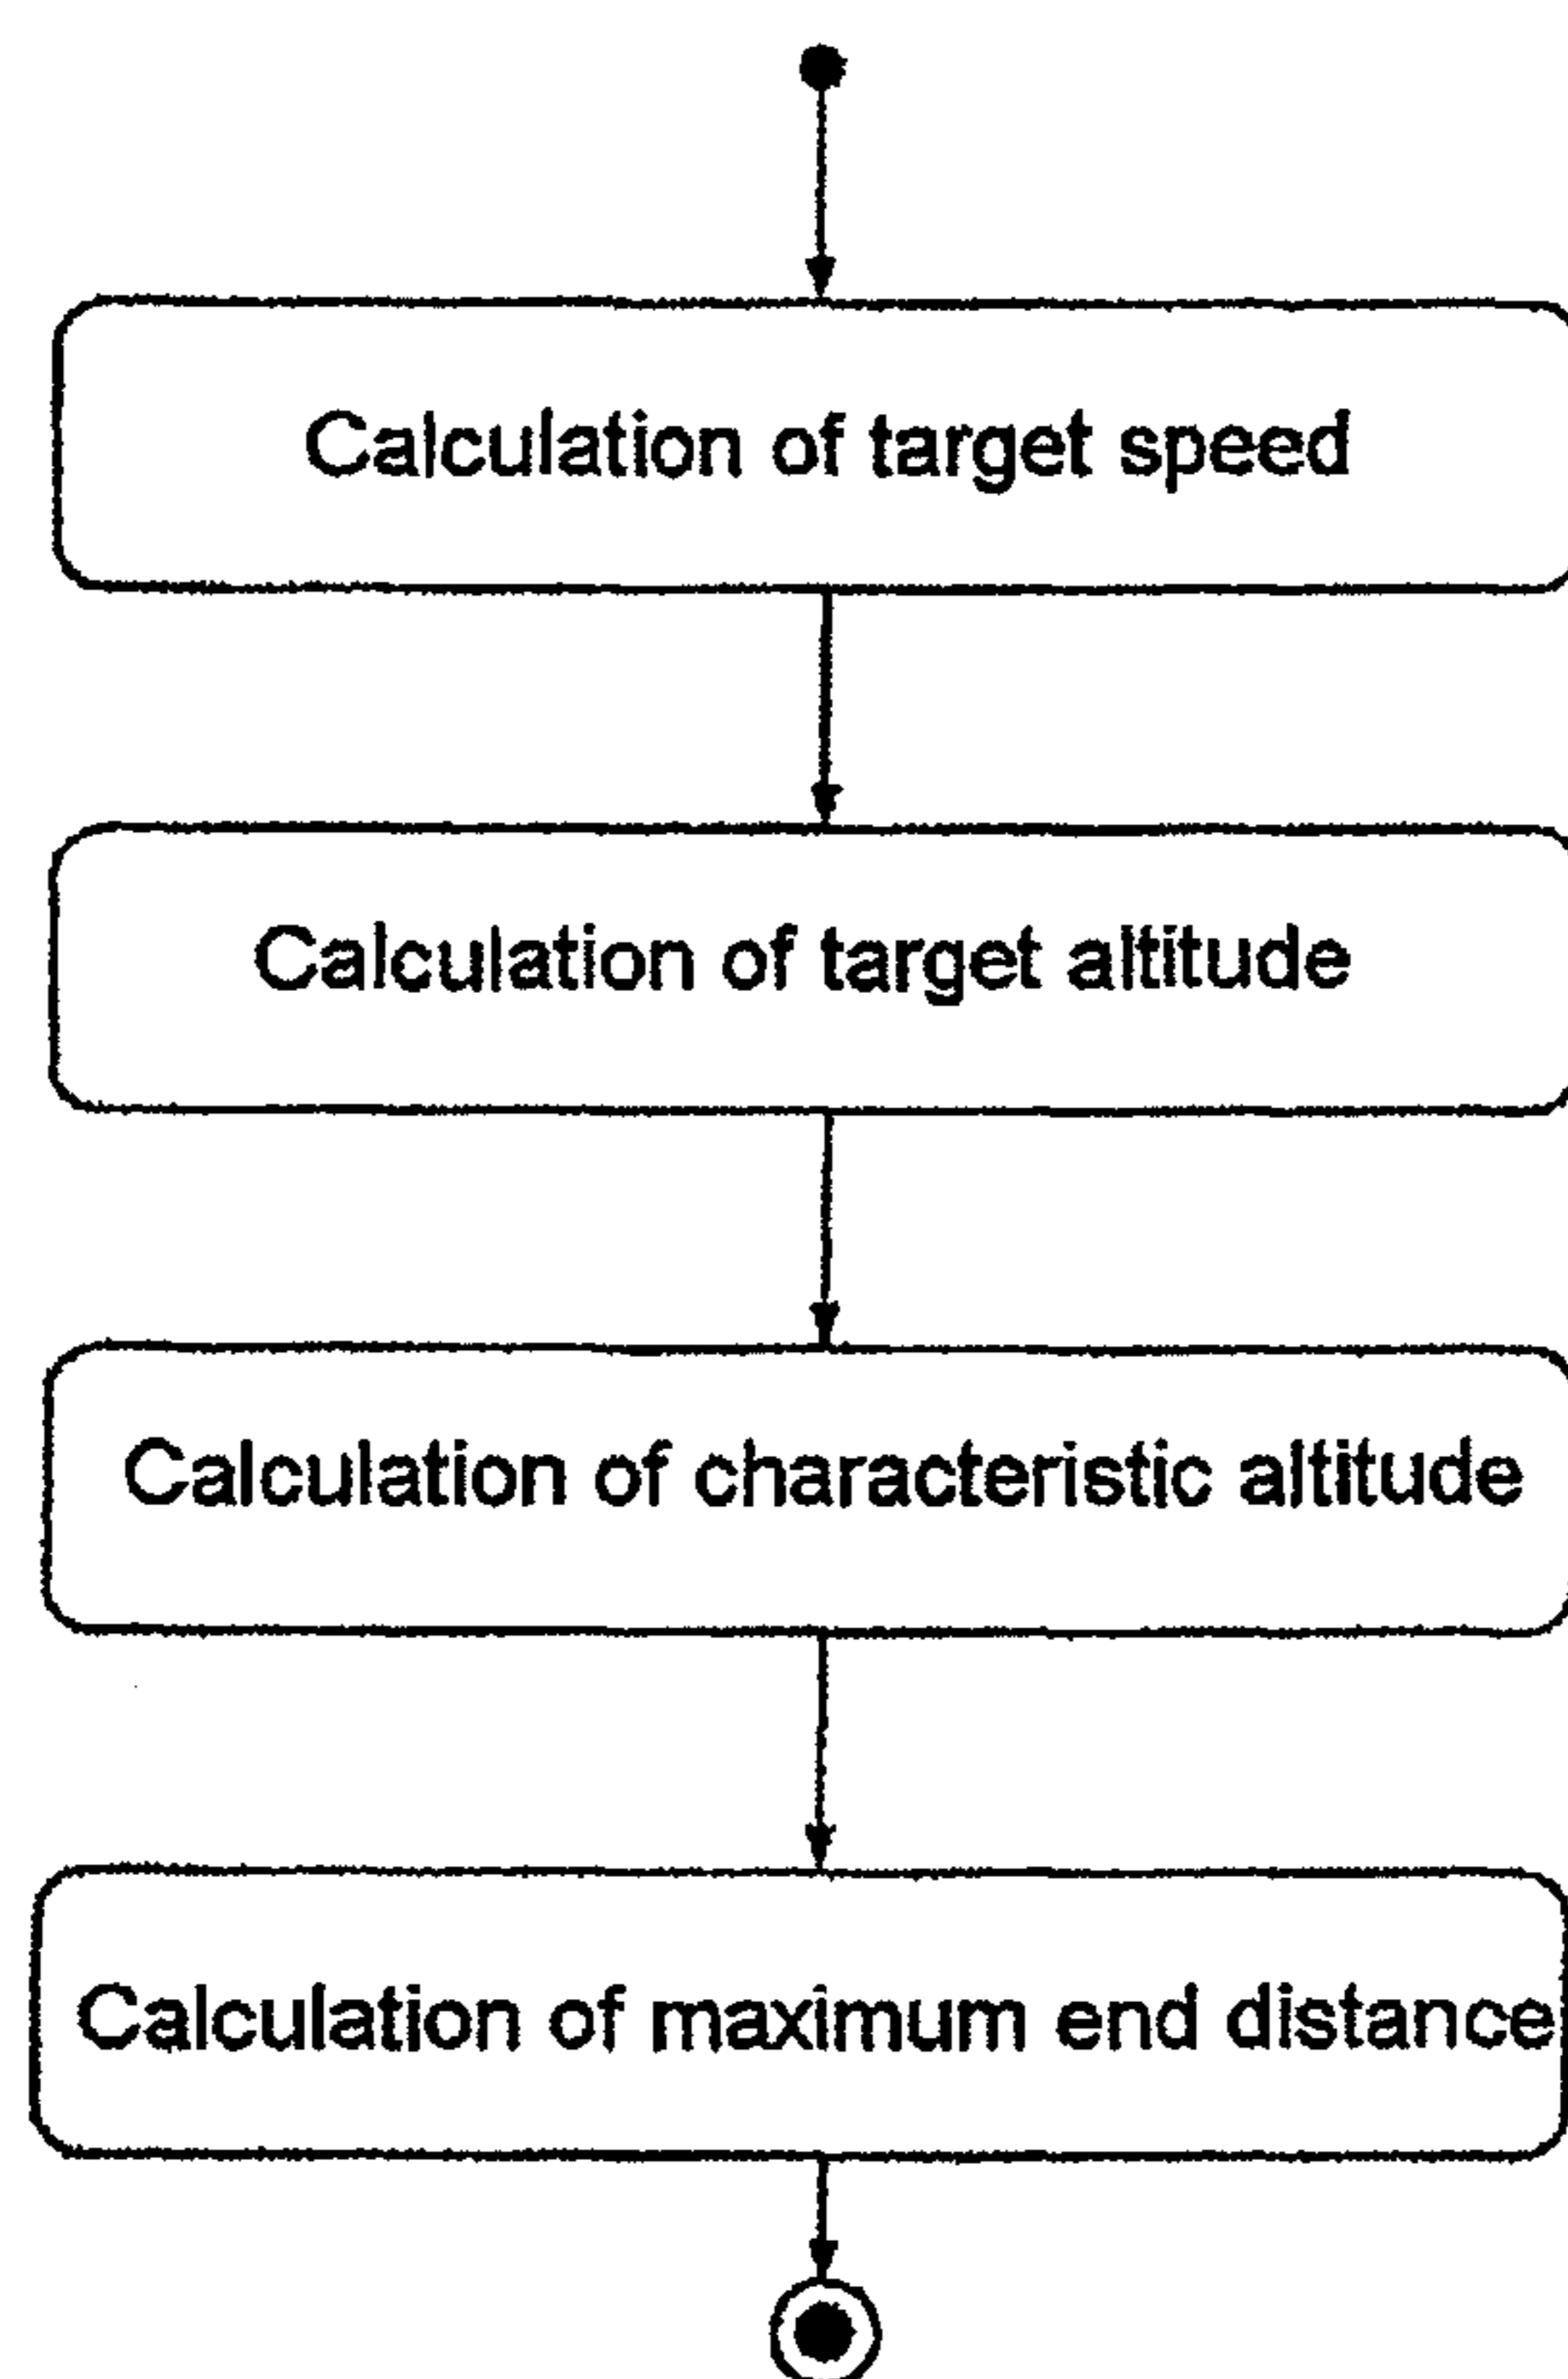 Calculation of target speed
Calculation of target altitude
Calculation of characteristic altitude
Calculation of maximum end distance